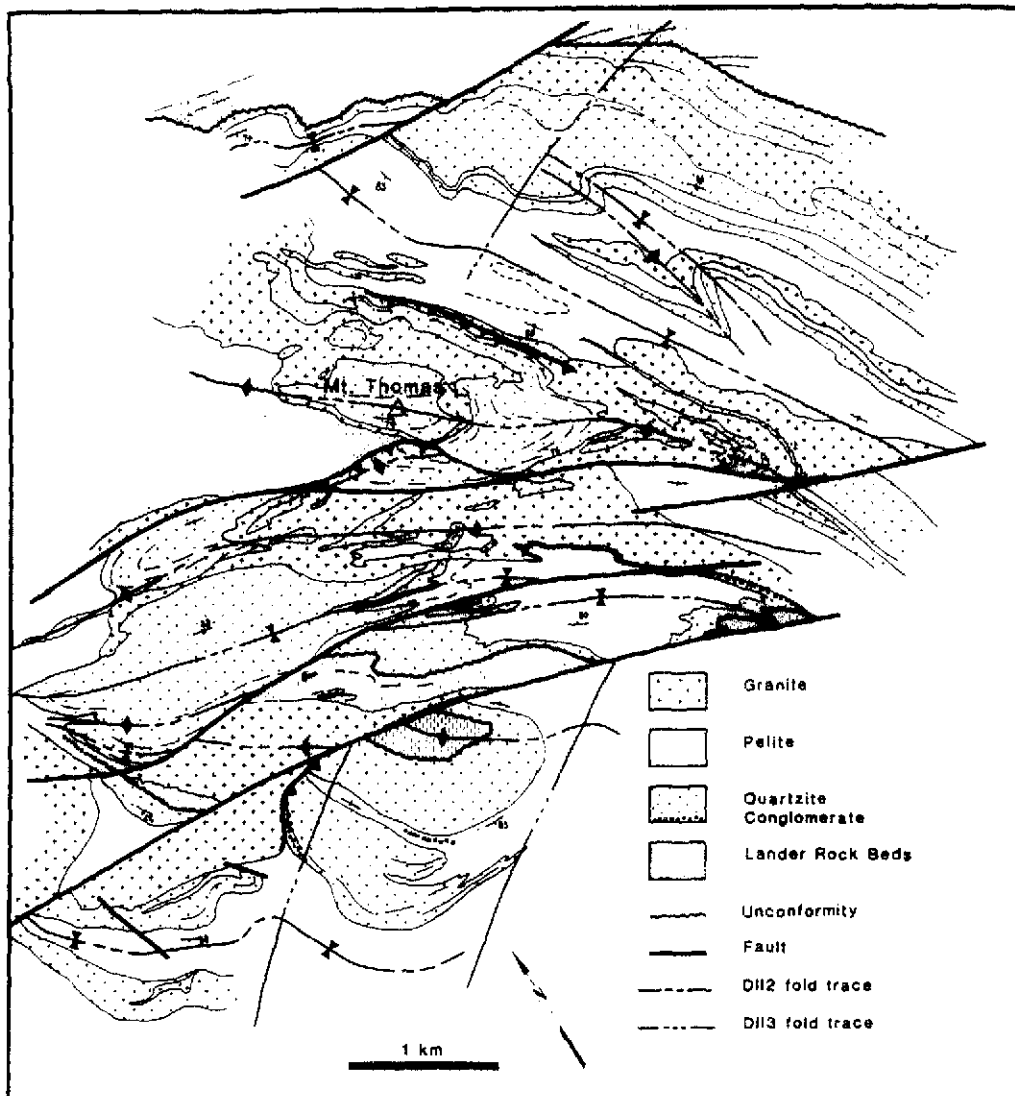 Mt. Thomas
Granite
Pelite
Quartzite
Conglomerate
Lander Rock Beds
Unconformity
Fault
DII2 fold trace
DII3 fold trace
1 km